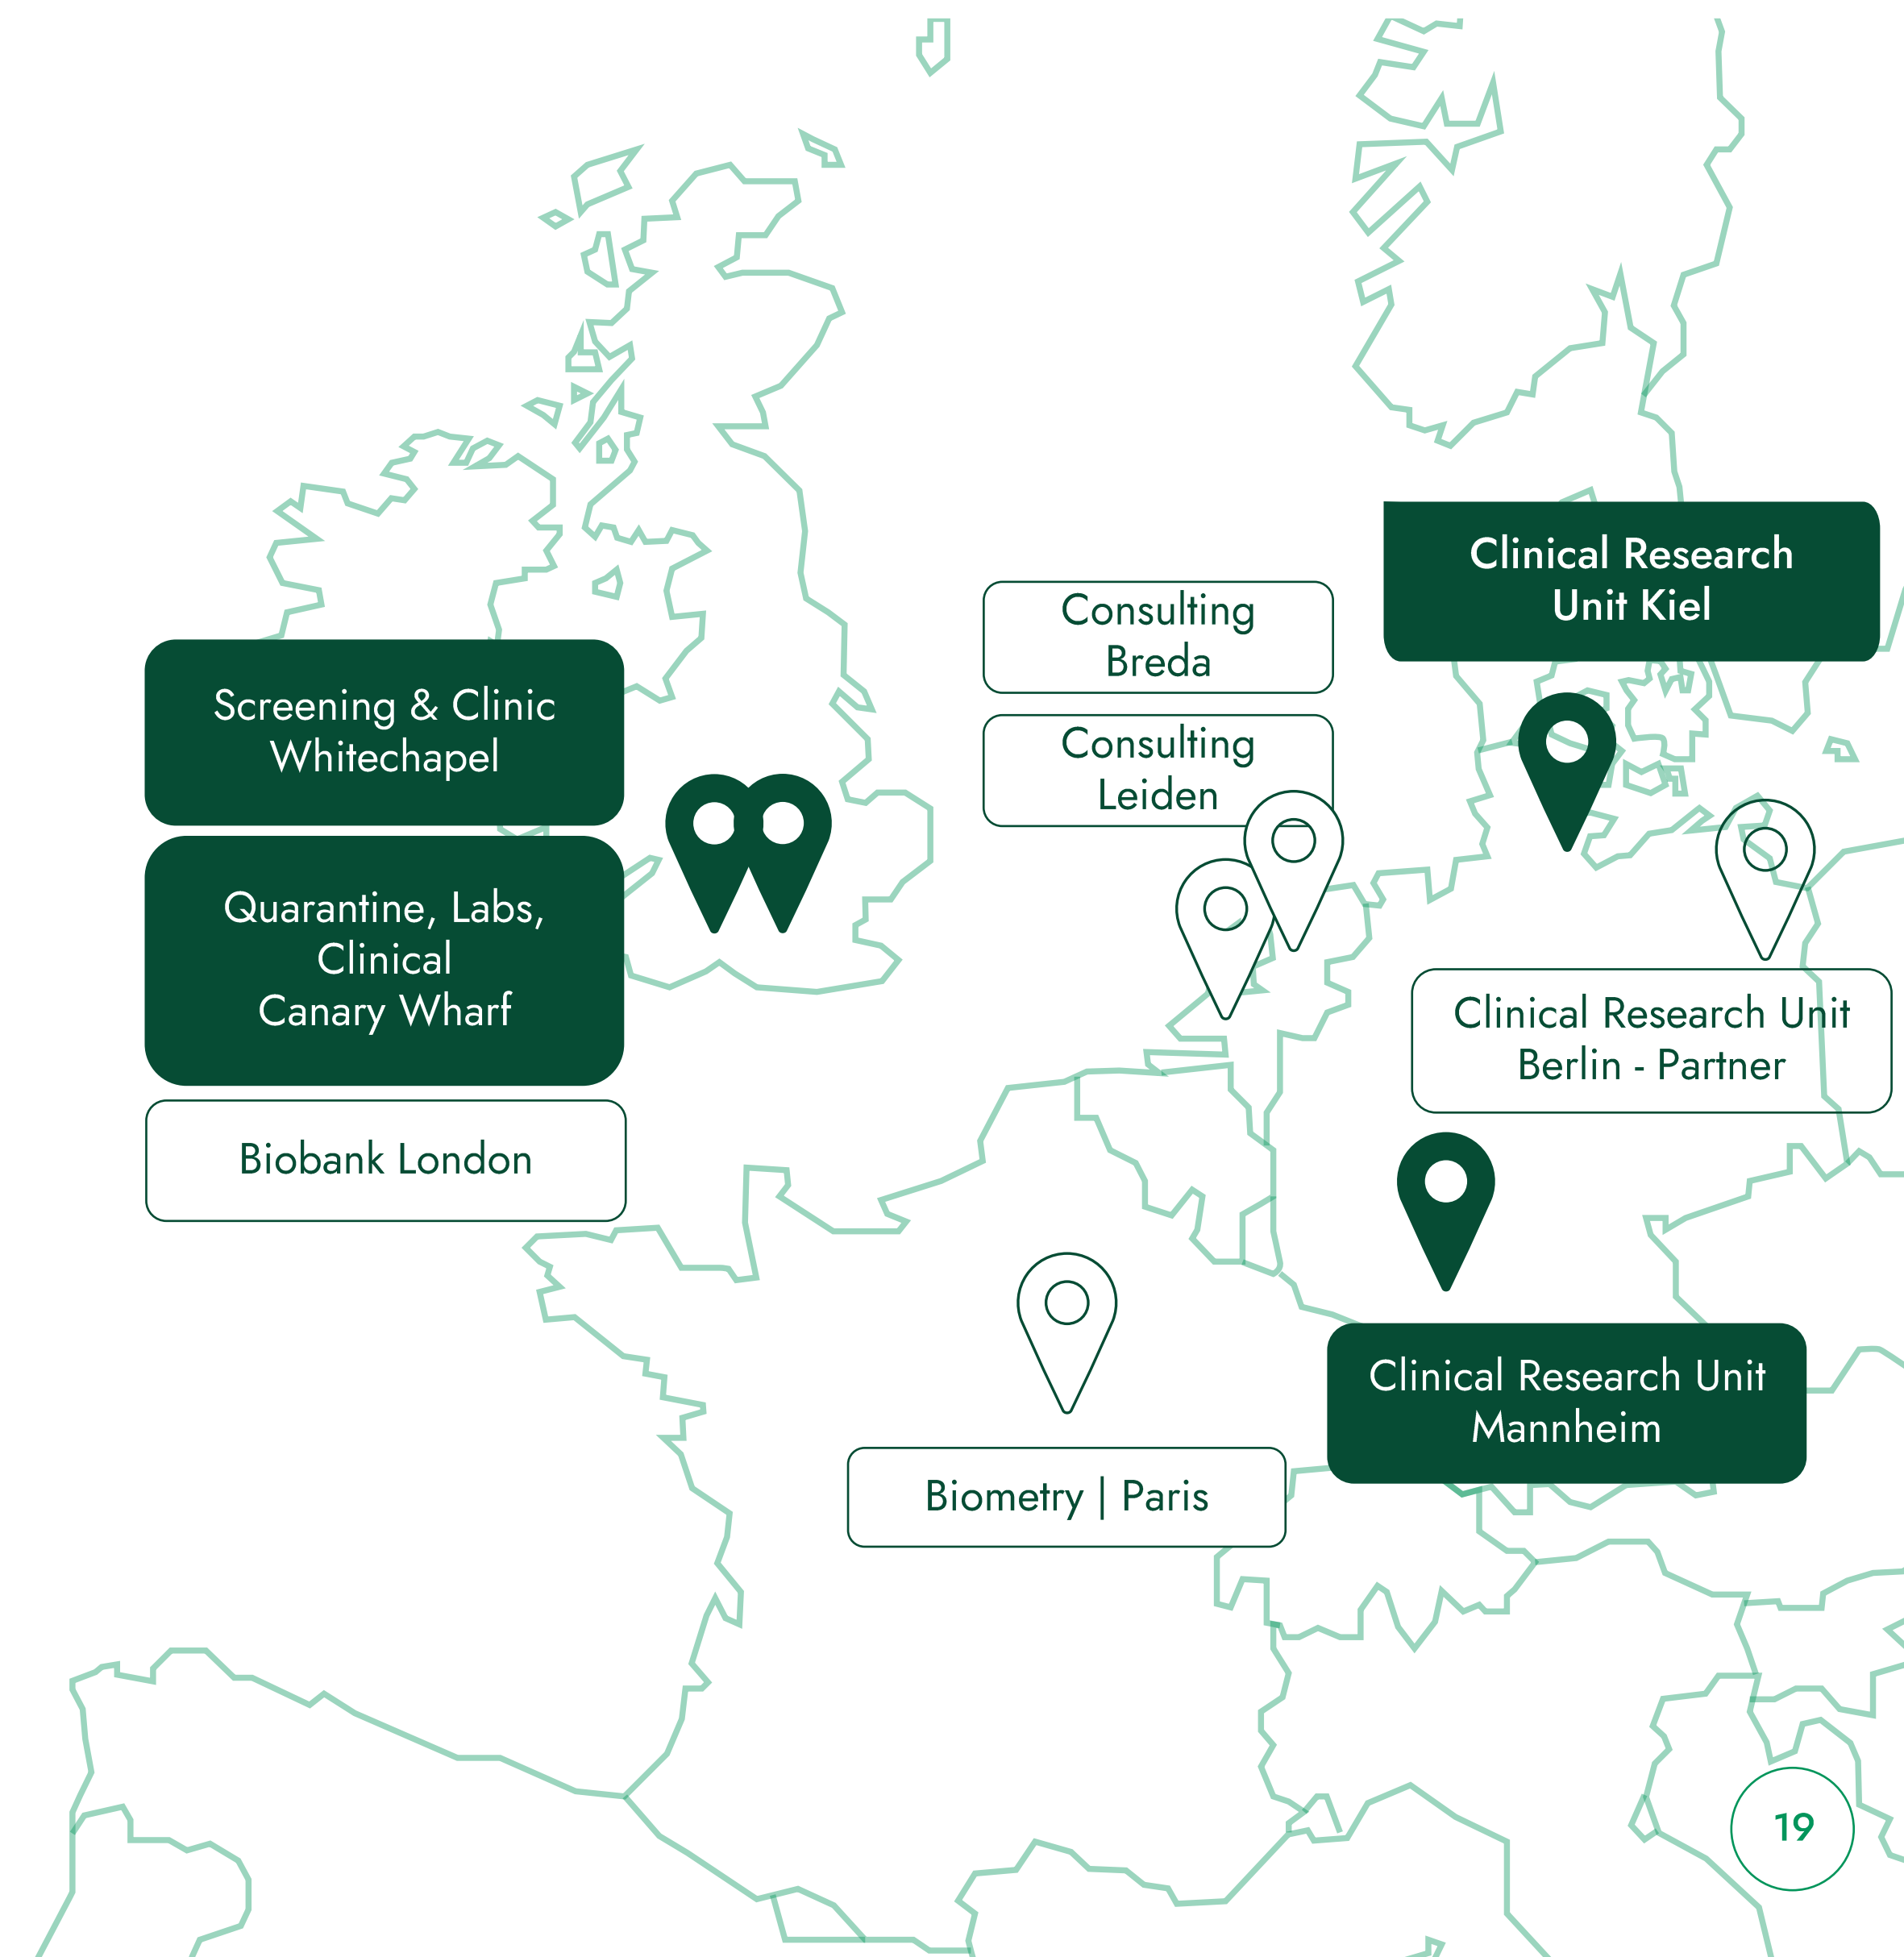 Clinical Research
Unit Kiel
Consulting
Breda
Consulting
Leiden
Screening & Clinic
Whitechapel
Quarantine, Labs,
Clinical
Canary Wharf
Biobank London
Clinical Research Unit
Berlin - Partner
Clinical Research Unit
Mannheim
Biometry | Paris
19